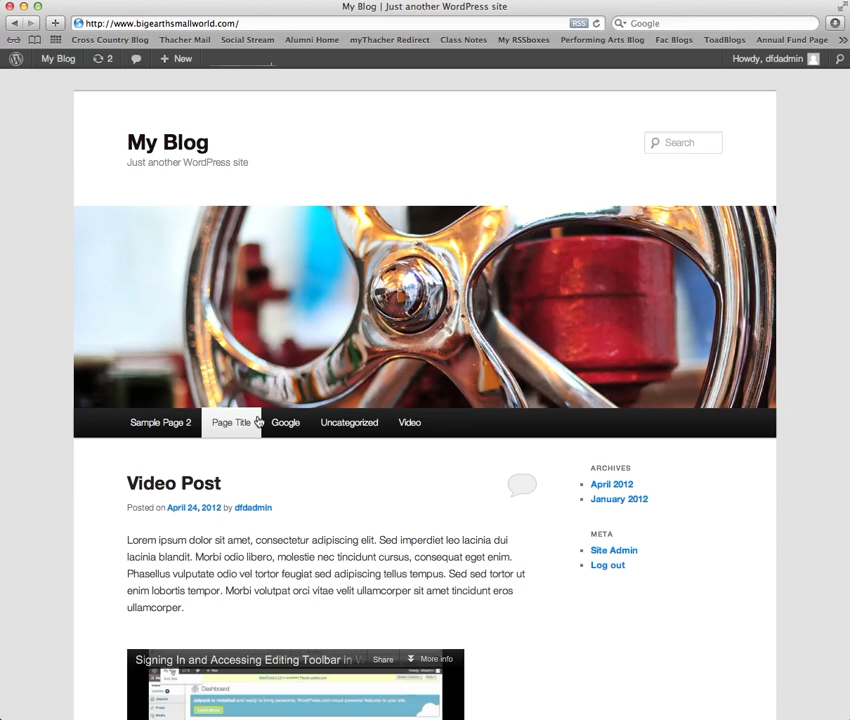 My Blog | Just another WordPress site
http://www.bigearthsmallworld.com/
RSS
Google
Cross Country Blog
Thacher Mail
Social Stream
Alumni Home
myThacher Redirect
Class Notes
My RSSboxes
Performing Arts Blog
Fac Blogs
ToadBlogs
Annual Fund Page
My Blog
2
+ New
Howdy, dfdadmin
My Blog
Just another WordPress site
Search
Sample Page 2
Page Title
Google
Uncategorized
Video
Video Post
Posted on April 24, 2012 by dfdadmin
Lorem ipsum dolor sit amet, consectetur adipiscing elit. Sed imperdiet leo lacinia dui
lacinia blandit. Morbi odio libero, molestie nec tincidunt cursus, consequat eget enim.
Phasellus vulputate odio vel tortor feugiat sed adipiscing tellus tempus. Sed sed tortor ut
enim lobortis tempor. Morbi volutpat orci vitae velit ullamcorper sit amet tincidunt eros
ullamcorper.
ARCHIVES
April 2012
January 2012
META
Site Admin
Log out
Signing In and Accessing Editing Toolbar in W
Share
More info
Dashboard